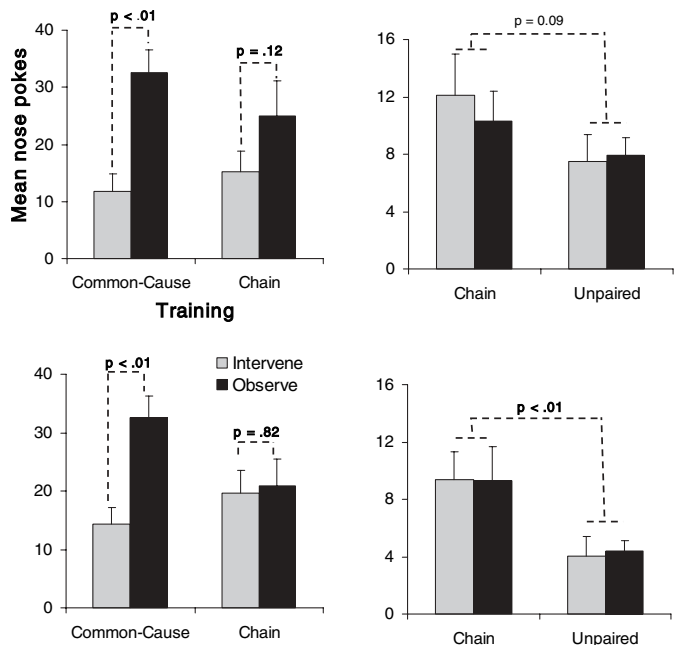 p < .01
40
30
20
10
0
Mean nose pokes
p = .12
Common-Cause
Chain
Training
p = 0.09
16
12
8
4
0
Chain
Unpaired
p < .01
40
30
20
10
0
Intervene
Observe
p = .82
Common-Cause
Chain
16
12
8
4
0
p < .01
Chain
Unpaired